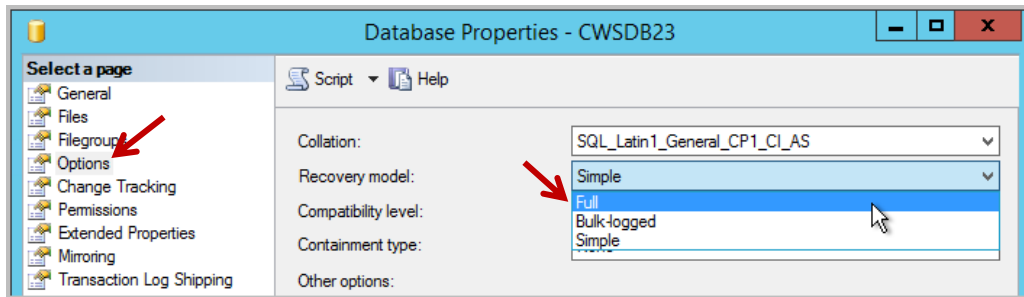 Database Properties - CWSDB23
Select a page
General
Files
Filegroups
Options
Change Tracking
Permissions
Extended Properties
Mirroring
Transaction Log Shipping
Script
Help
Collation:
SQL_Latin1_General_CP1_CI_AS
Recovery model:
Simple
Full
Bulk-logged
Simple
Compatibility level:
Containment type:
Other options: